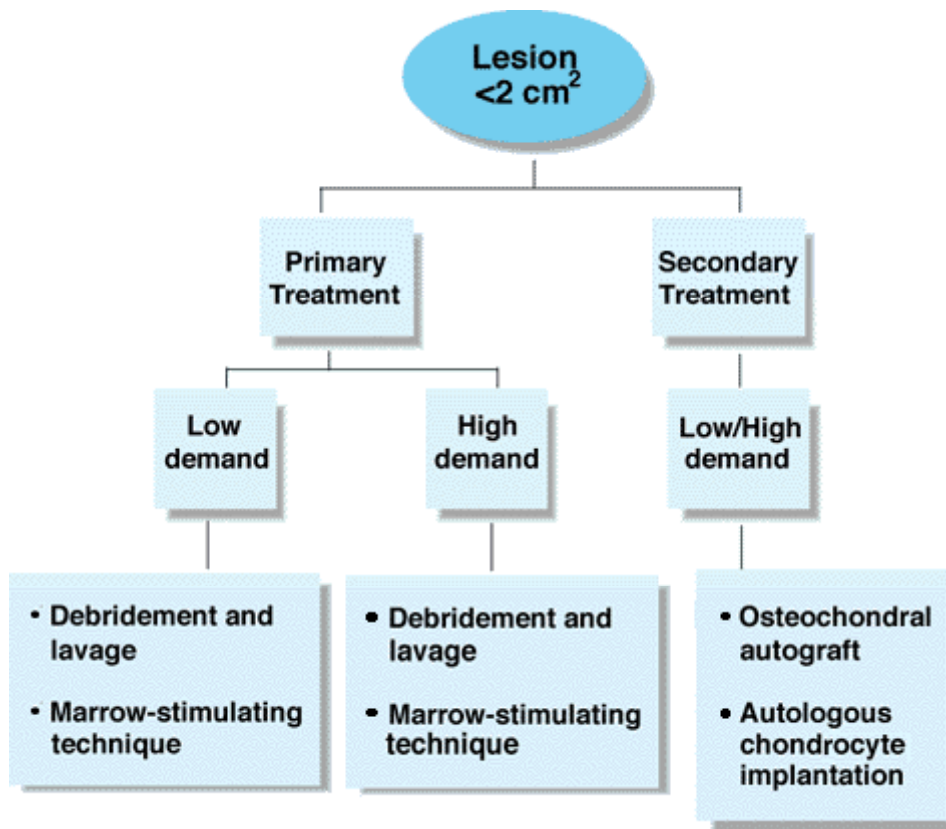 Lesion
<2 cm²
Primary
Treatment
Secondary
Treatment
Low
demand
High
demand
Low/High
demand
• Debridement and
lavage
• Marrow-stimulating
technique
• Debridement and
lavage
• Marrow-stimulating
technique
• Osteochondral
autograft
• Autologous
chondrocyte
implantation